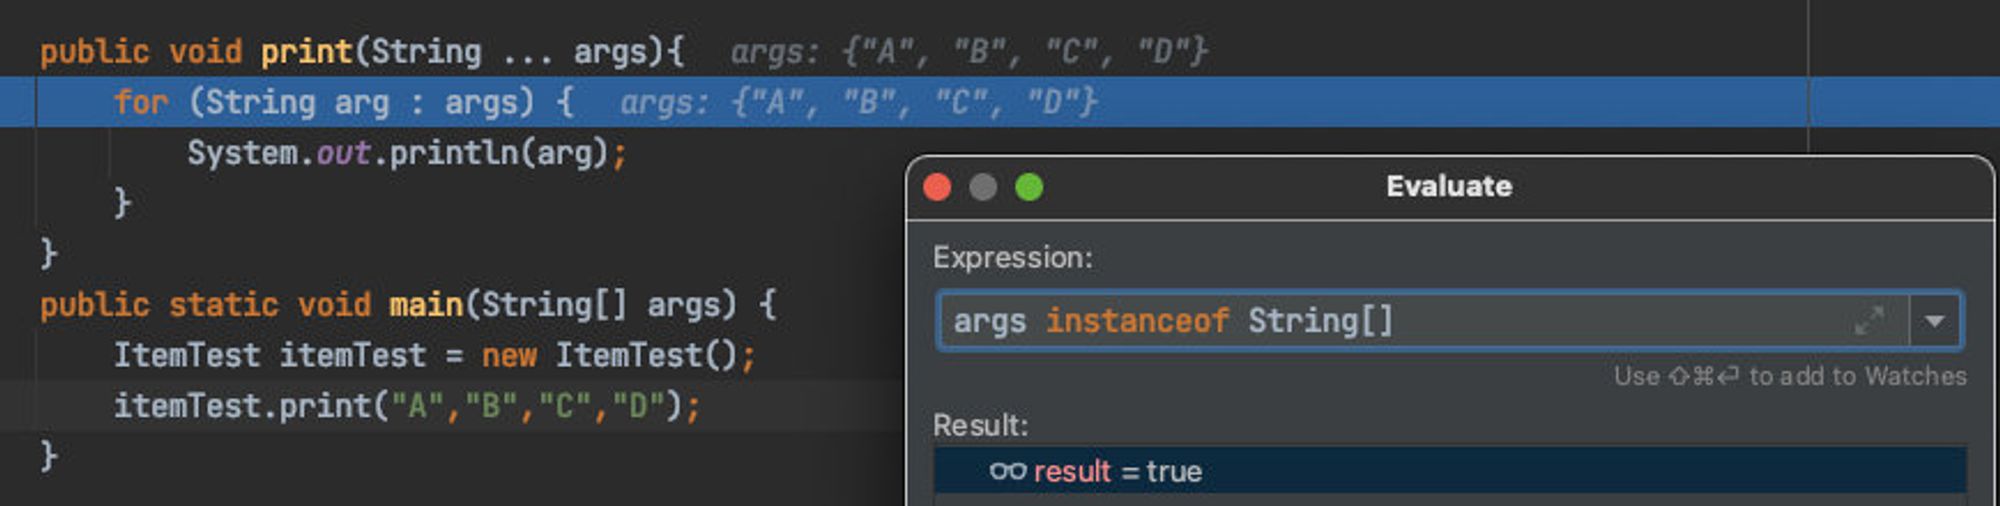 public void print(String ... args){  args: {"A", "B", "C", "D"}
for (String arg : args) {  args: {"A", "B", "C", "D"}
System.out.println(arg);
}
}
public static void main(String[] args) {
ItemTest itemTest = new ItemTest();
itemTest.print("A","B","C","D");
}
Evaluate
Expression:
args instanceof String[]
Use ⇧⌘⏎ to add to Watches
Result:
result = true